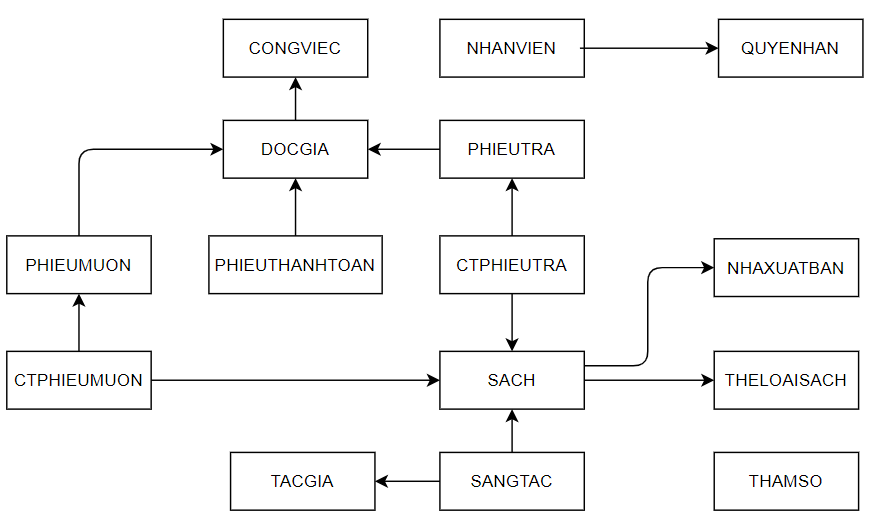 CONGVIEC
NHANVIEN
QUYENHAN
DOCGIA
PHIEUTRA
PHIEUMUON
PHIEUTHANHTOAN
CTPHIEUTRA
NHAXUATBAN
CTPHIEUMUON
SACH
THELOAISACH
TACGIA
SANGTAC
THAMSO